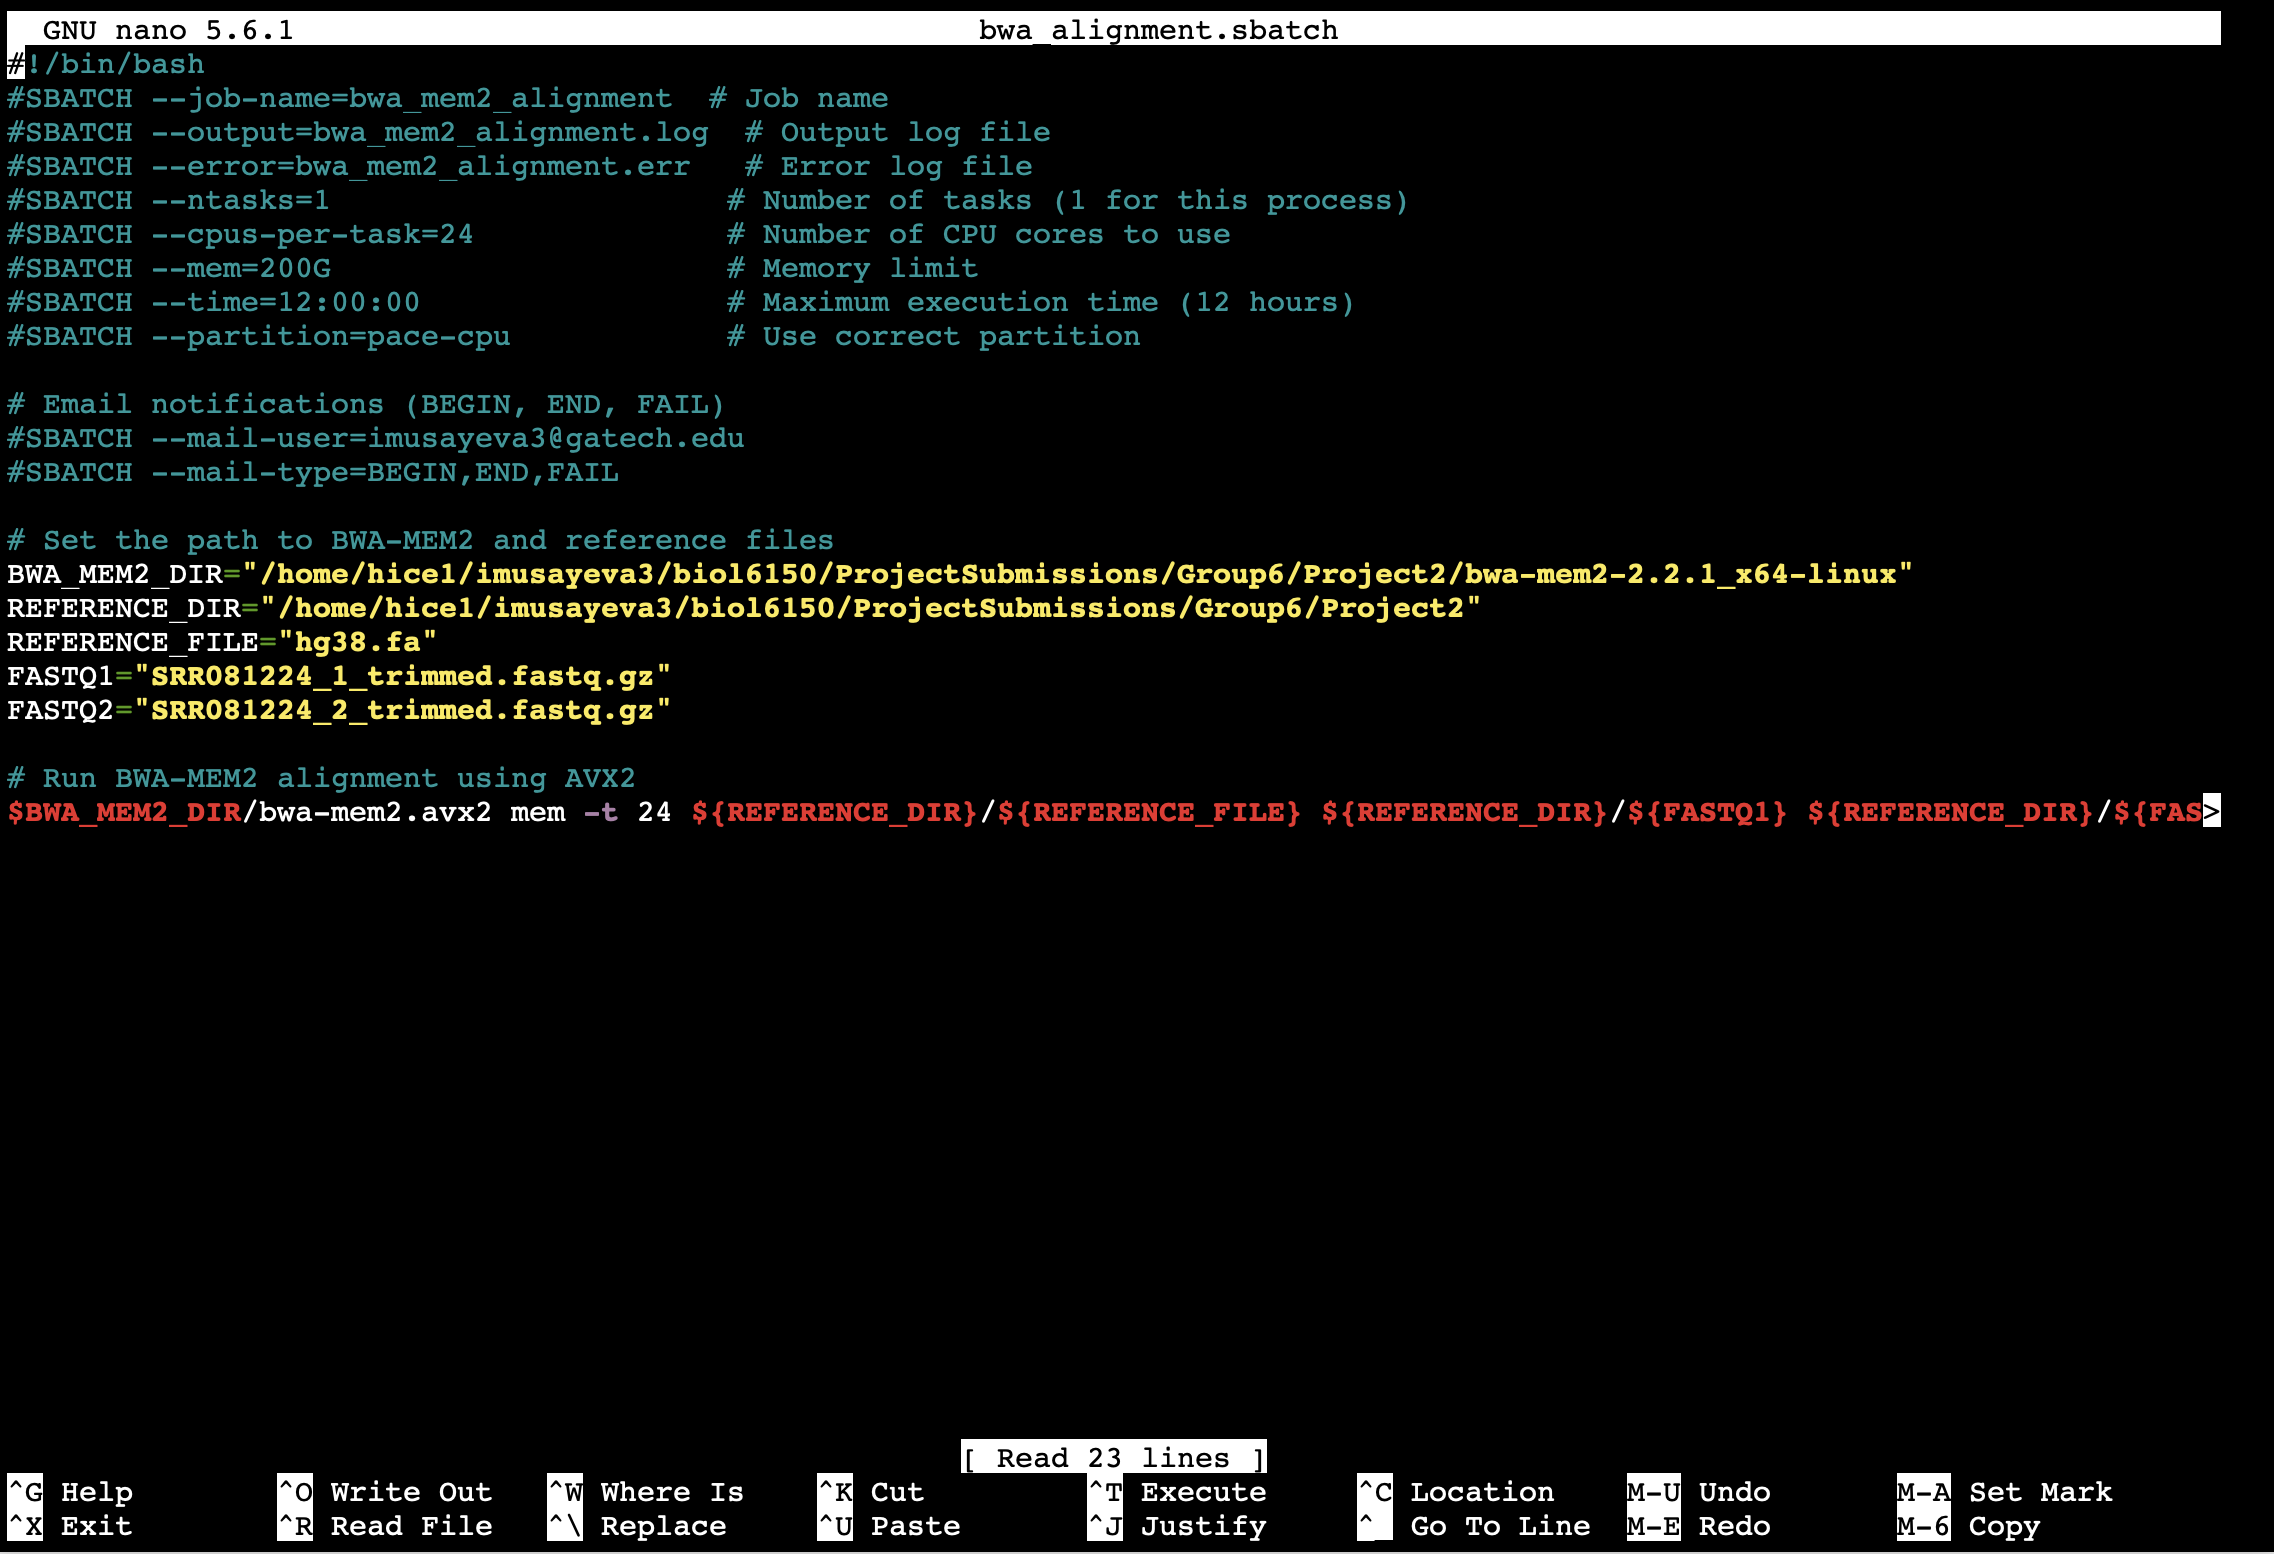 GNU nano 5.6.1 bwa_alignment.sbatch
#!/bin/bash
#SBATCH --job-name=bwa_mem2_alignment  # Job name
#SBATCH --output=bwa_mem2_alignment.log  # Output log file
#SBATCH --error=bwa_mem2_alignment.err   # Error log file
#SBATCH --ntasks=1                      # Number of tasks (1 for this process)
#SBATCH --cpus-per-task=24              # Number of CPU cores to use
#SBATCH --mem=200G                      # Memory limit
#SBATCH --time=12:00:00                 # Maximum execution time (12 hours)
#SBATCH --partition=pace-cpu            # Use correct partition
# Email notifications (BEGIN, END, FAIL)
#SBATCH --mail-user=imusayeva3@gatech.edu
#SBATCH --mail-type=BEGIN,END,FAIL
# Set the path to BWA-MEM2 and reference files
BWA_MEM2_DIR="/home/hice1/imusayeva3/biol6150/ProjectSubmissions/Group6/Project2/bwa-mem2-2.2.1_x64-linux"
REFERENCE_DIR="/home/hice1/imusayeva3/biol6150/ProjectSubmissions/Group6/Project2"
REFERENCE_FILE="hg38.fa"
FASTQ1="SRR081224_1_trimmed.fastq.gz"
FASTQ2="SRR081224_2_trimmed.fastq.gz"
# Run BWA-MEM2 alignment using AVX2
$BWA_MEM2_DIR/bwa-mem2.avx2 mem -t 24 ${REFERENCE_DIR}/${REFERENCE_FILE} ${REFERENCE_DIR}/${FASTQ1} ${REFERENCE_DIR}/${FAS>
[ Read 23 lines ]
^G Help ^O Write Out ^W Where Is ^K Cut ^T Execute ^C Location M-U Undo M-A Set Mark
^X Exit ^R Read File ^\ Replace ^U Paste ^J Justify ^_ Go To Line M-E Redo M-6 Copy